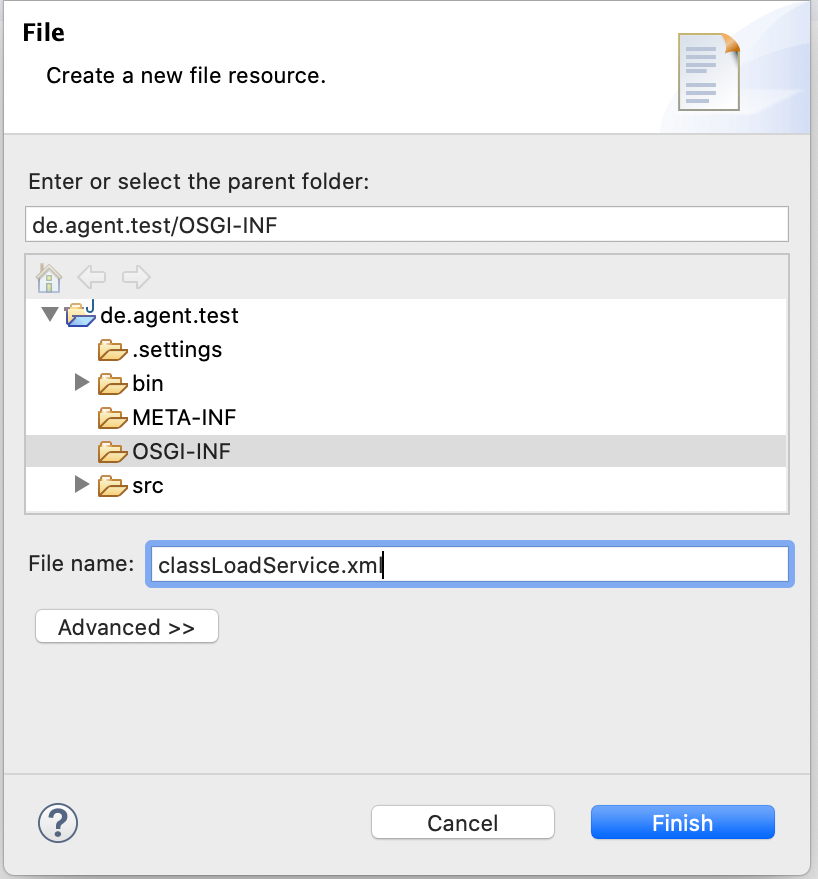 File
Create a new file resource.
Enter or select the parent folder:
de.agent.test/OSGI-INF
de.agent.test
.settings
bin
META-INF
OSGI-INF
src
File name: classLoadService.xml
Advanced >>
? Cancel Finish